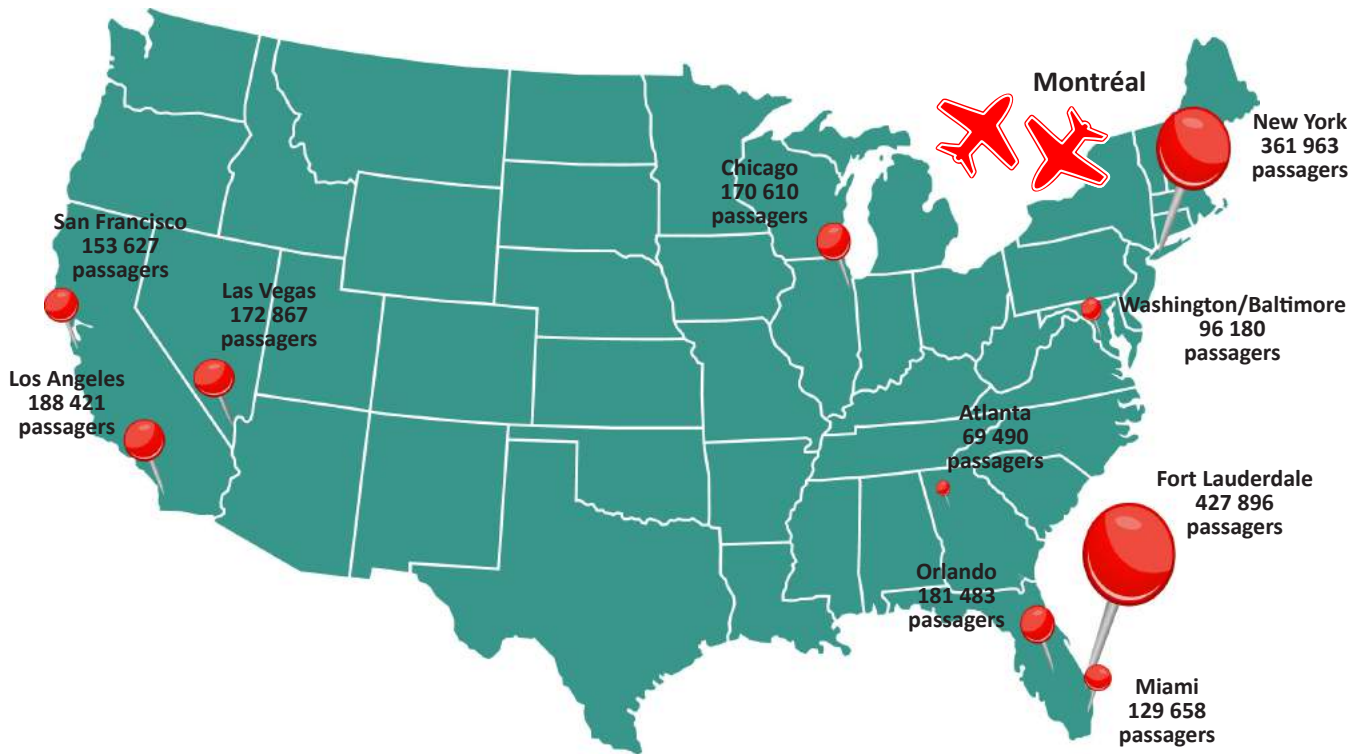 Montréal
New York
361 963
passagers
Chicago
170 610
passagers
San Francisco
153 627
passagers
Las Vegas
172 867
passagers
Washington/Baltimore
96 180
passagers
Los Angeles
188 421
passagers
Atlanta
69 490
passagers
Fort Lauderdale
427 896
passagers
Orlando
181 483
passagers
Miami
129 658
passagers